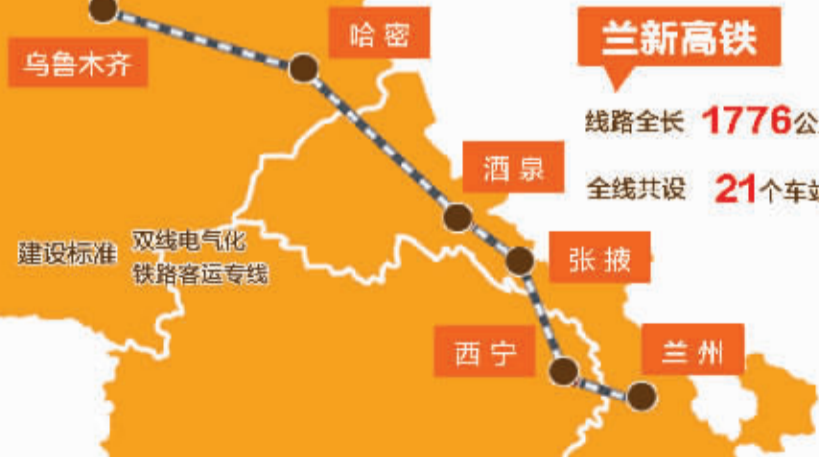 哈密
兰新高铁
乌鲁木齐
线路全长 1776公
酒泉
全线共设 21个车站
建设标准 双线电气化
铁路客运专线
张掖
西宁
兰州